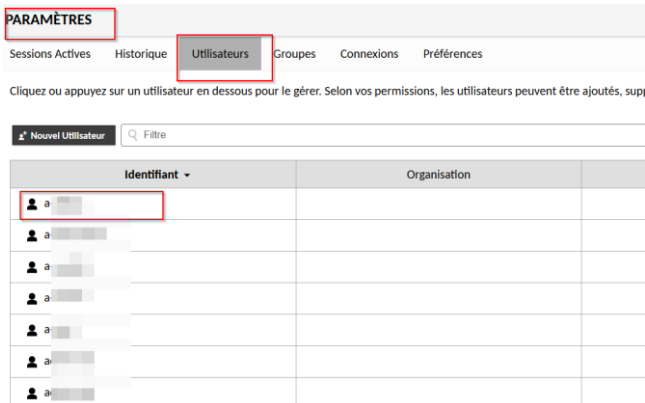 PARAMÈTRES
Sessions Actives Historique Utilisateurs Groupes Connexions Préférences
Cliquez ou appuyez sur un utilisateur en dessous pour le gérer. Selon vos permissions, les utilisateurs peuvent être ajoutés,
Nouvel Utilisateur Filtre
Identifiant Organisation